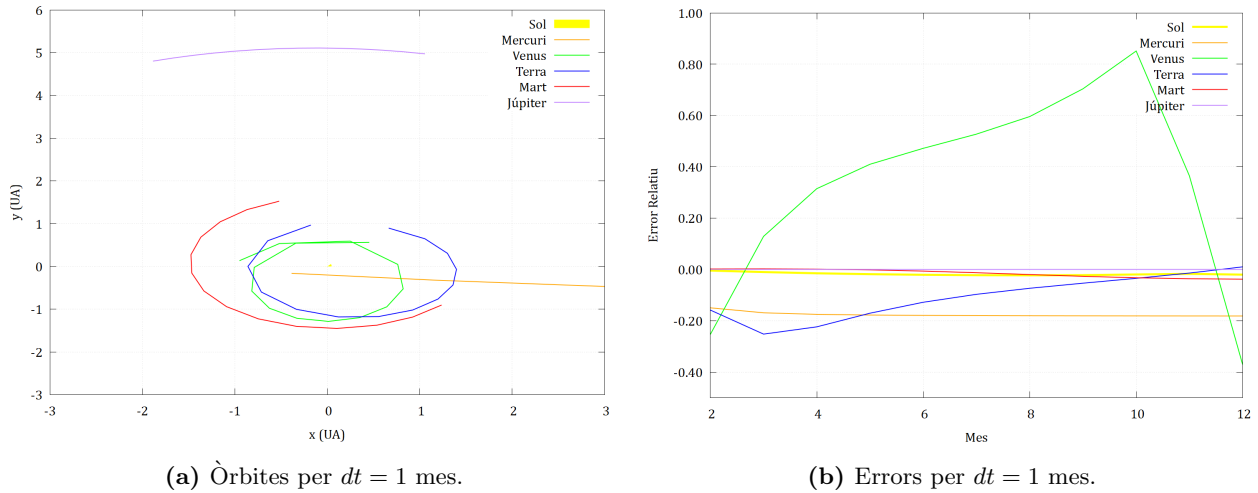 6
5
4
3
2
1
0
-1
-2
-3
-3
-2
-1
0
1
2
3
y (UA)
x (UA)
Sol
Mercuri
Venus
Terra
Mart
Júpiter
(a) Òrbites per dt = 1 mes.
1.00
0.80
0.60
0.40
0.20
0.00
-0.20
-0.40
2
4
6
8
10
12
Error Relatiu
Mes
Sol
Mercuri
Venus
Terra
Mart
Júpiter
(b) Errors per dt = 1 mes.